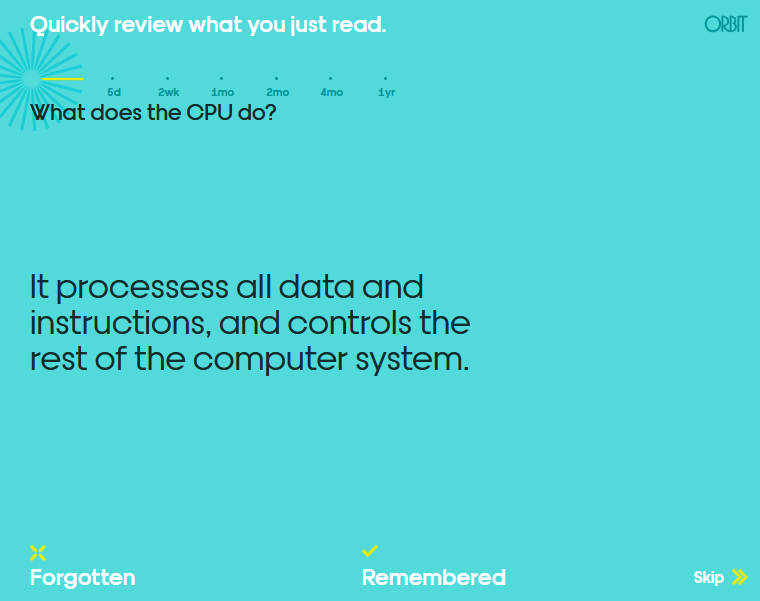 Quickly review what you just read.
ORBIT
5d 2wk 1mo 2mo 4mo 1yr
What does the CPU do?
It processess all data and
instructions, and controls the
rest of the computer system.
Forgotten
Remembered
Skip